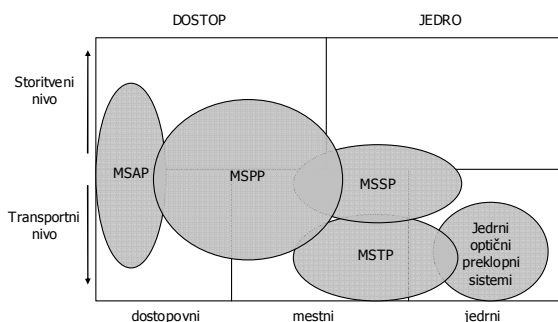 DOSTOP
JEDRO
Storitveni
nivo
MSAP
MSPP
MSSP
Transportni
nivo
MSTP
Jedrni
optični
preklopni
sistemi
dostopovni
mestni
jedrni